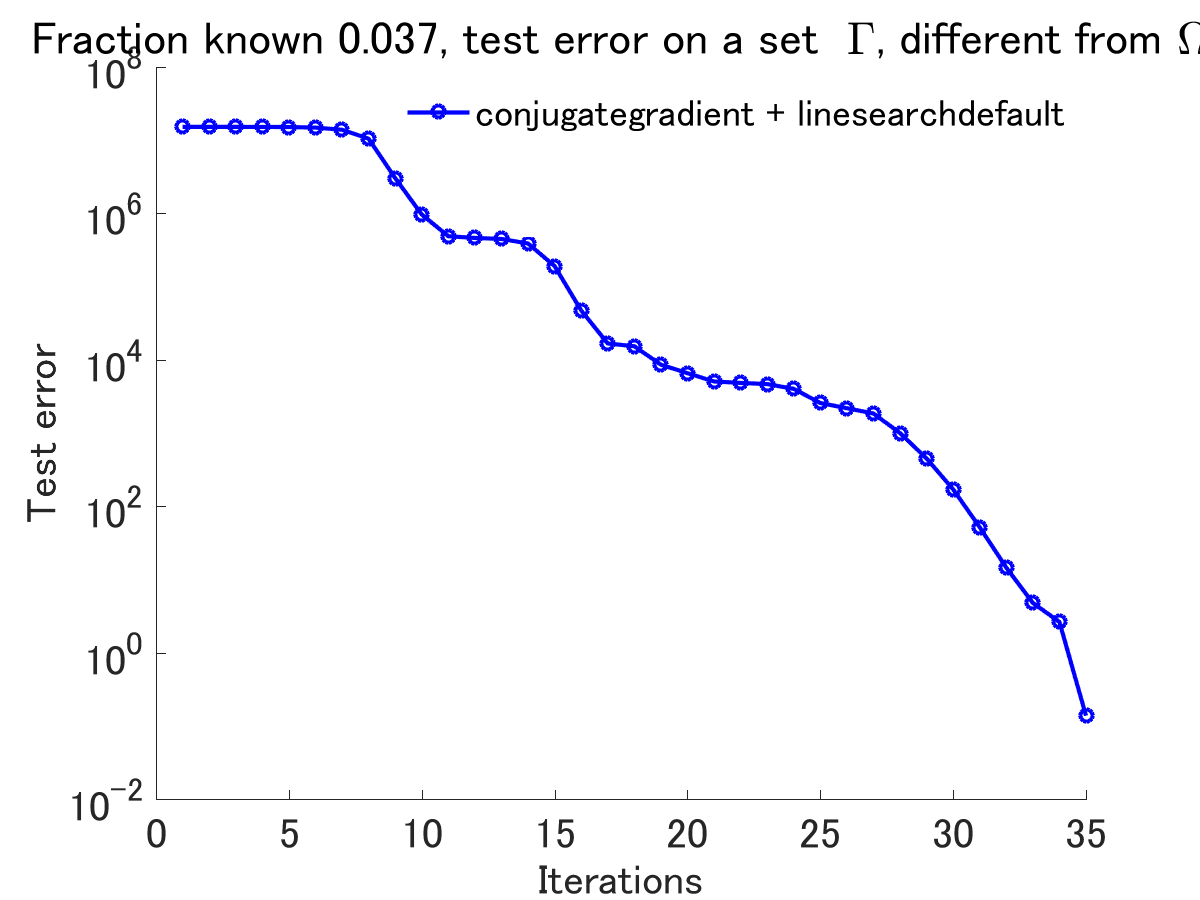 Fraction known 0.037, test error on a set Γ, different from Ω
10^8
conjugategradient + linesearchdefault
10^6
10^4
Test error
10^2
10^0
10^-2
0 5 10 15 20 25 30 35
Iterations